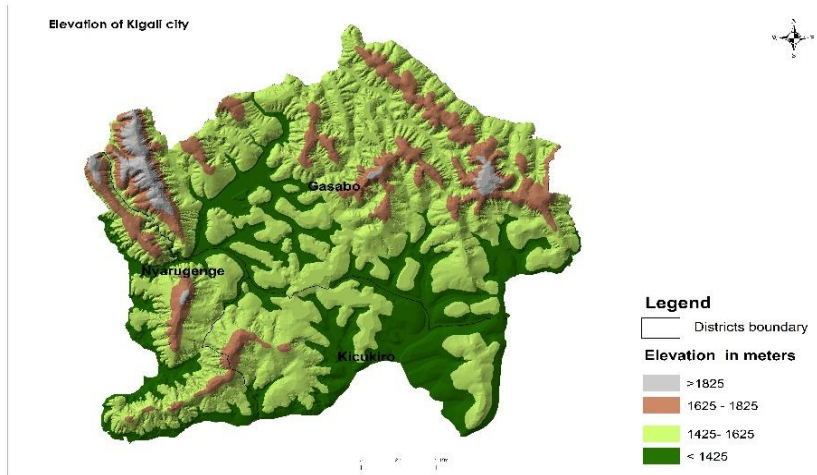 Elevation of Kigali city
N
W
E
S
Gasabo
Nyarugenge
Kicukiro
Legend
Districts boundary
Elevation in meters
>1825
1625 - 1825
1425- 1625
< 1425